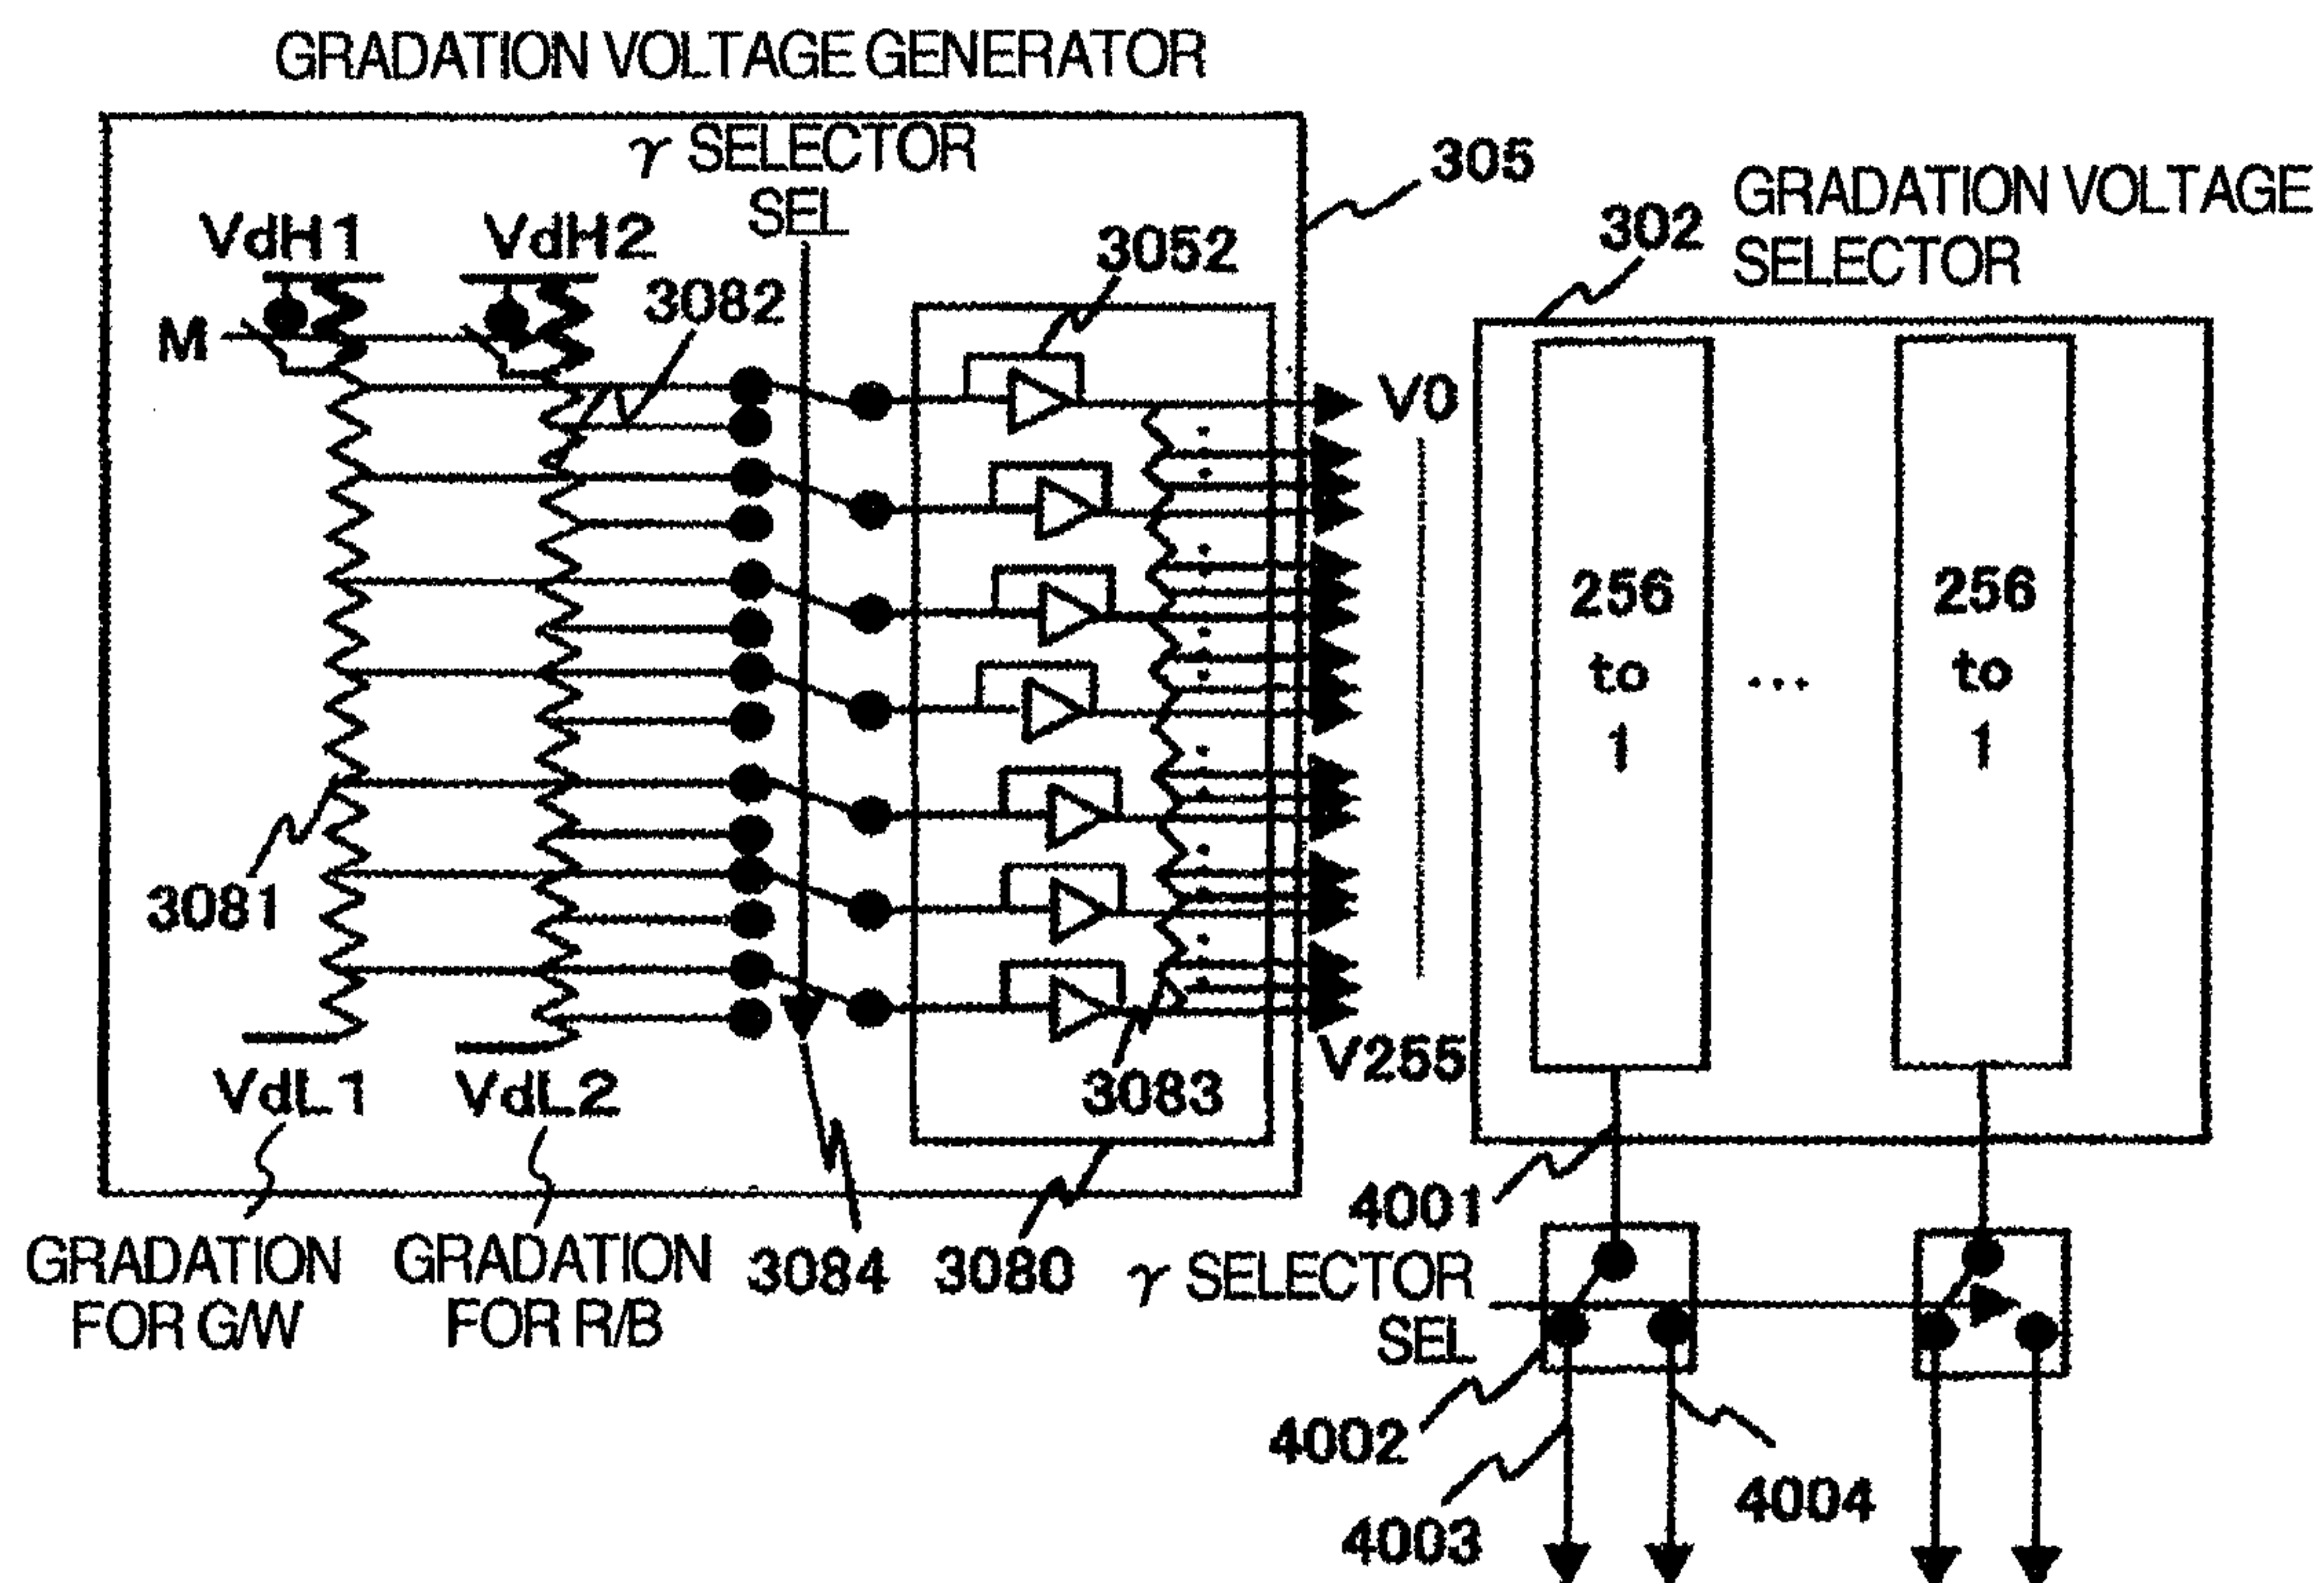 GRADATION VOLTAGE GENERATOR
γ SELECTOR
SEL
305
GRADATION VOLTAGE
SELECTOR
302
VdH1
VdH2
3052
3082
M
V0
256
to
1
...
256
to
1
3081
V255
VdL1
VdL2
3083
4001
GRADATION
FOR G/W
GRADATION
FOR R/B
3084
3080
γ SELECTOR
SEL
4002
4003
4004